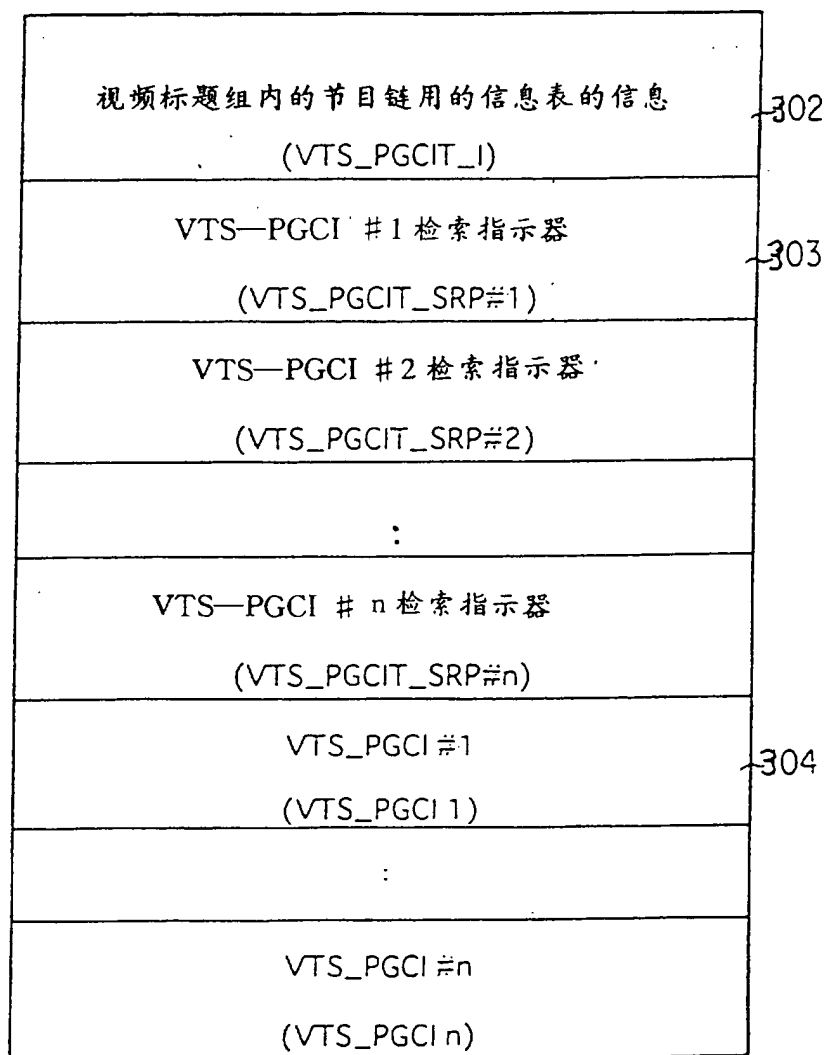 视频标题组内的节目链用的信息表的信息
(VTS_PGCIT_I)
302
VTS—PGCI #1 检索指示器
(VTS_PGCIT_SRP#1)
303
VTS—PGCI #2 检索指示器
(VTS_PGCIT_SRP#2)
:
VTS—PGCI # n 检索指示器
(VTS_PGCIT_SRP#n)
VTS_PGCI #1
(VTS_PGCI 1)
304
:
VTS_PGCI #n
(VTS_PGCI n)